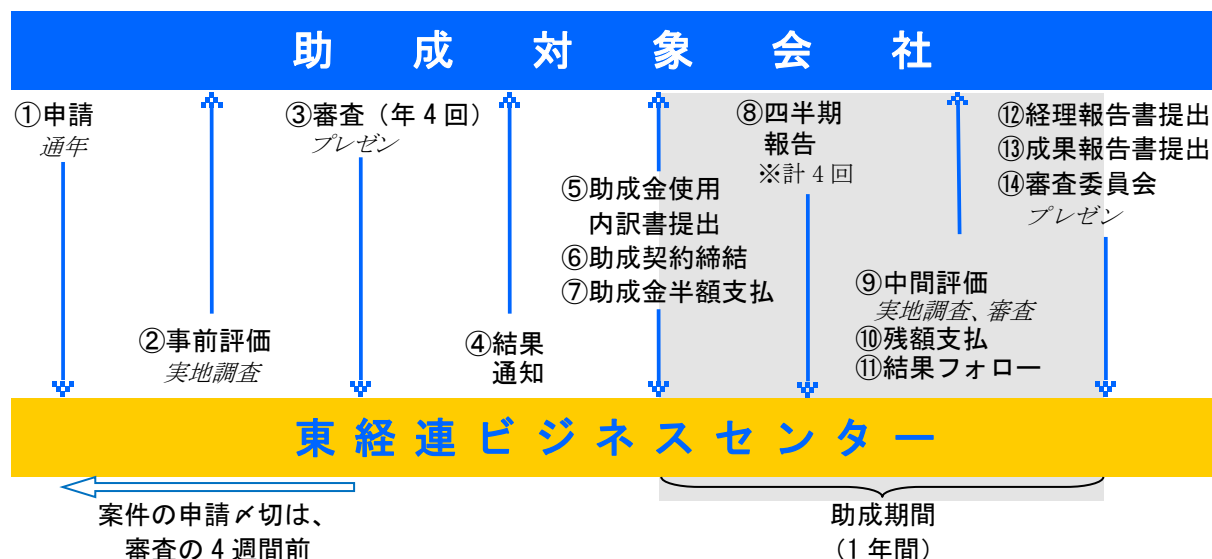 助成対象会社
①申請
通年
②事前評価
実地調査
③審査（年４回）
プレゼン
④結果
通知
⑤助成金使用
内訳書提出
⑥助成契約締結
⑦助成金半額支払
⑧四半期
報告
※計４回
⑨中間評価
実地調査、審査
⑩残額支払
⑪結果フォロー
⑫経理報告書提出
⑬成果報告書提出
⑭審査委員会
プレゼン
東経連ビジネスセンター
案件の申請〆切は、
審査の４週間前
助成期間
（１年間）